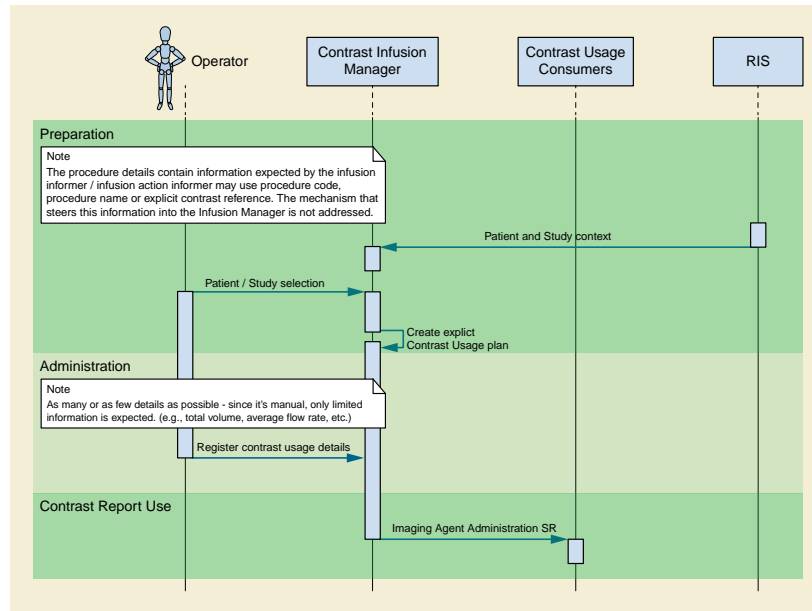 Operator
Contrast Infusion
Manager
Contrast Usage
Consumers
RIS
Preparation
Note
The procedure details contain information expected by the infusion
informer / infusion action informer may use procedure code,
procedure name or explicit contrast reference. The mechanism that
steers this information into the Infusion Manager is not addressed.
Patient and Study context
Patient / Study selection
Create explict
Contrast Usage plan
Administration
Note
As many or as few details as possible - since it's manual, only limited
information is expected. (e.g., total volume, average flow rate, etc.)
Register contrast usage details
Contrast Report Use
Imaging Agent Administration SR